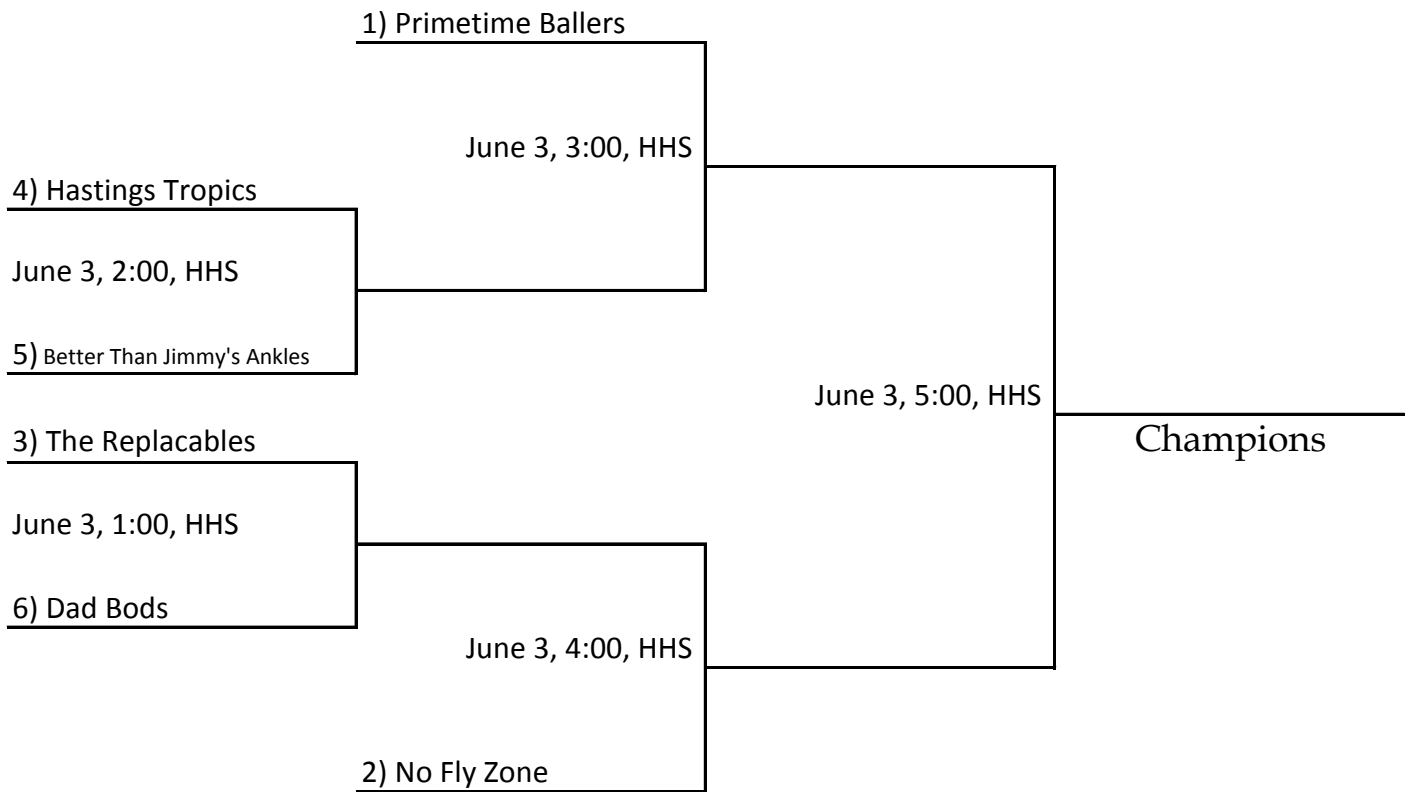 1) Primetime Ballers
June 3, 3:00, HHS
4) Hastings Tropics
June 3, 2:00, HHS
5) Better Than Jimmy's Ankles
June 3, 5:00, HHS
Champions
3) The Replacables
June 3, 1:00, HHS
6) Dad Bods
June 3, 4:00, HHS
2) No Fly Zone